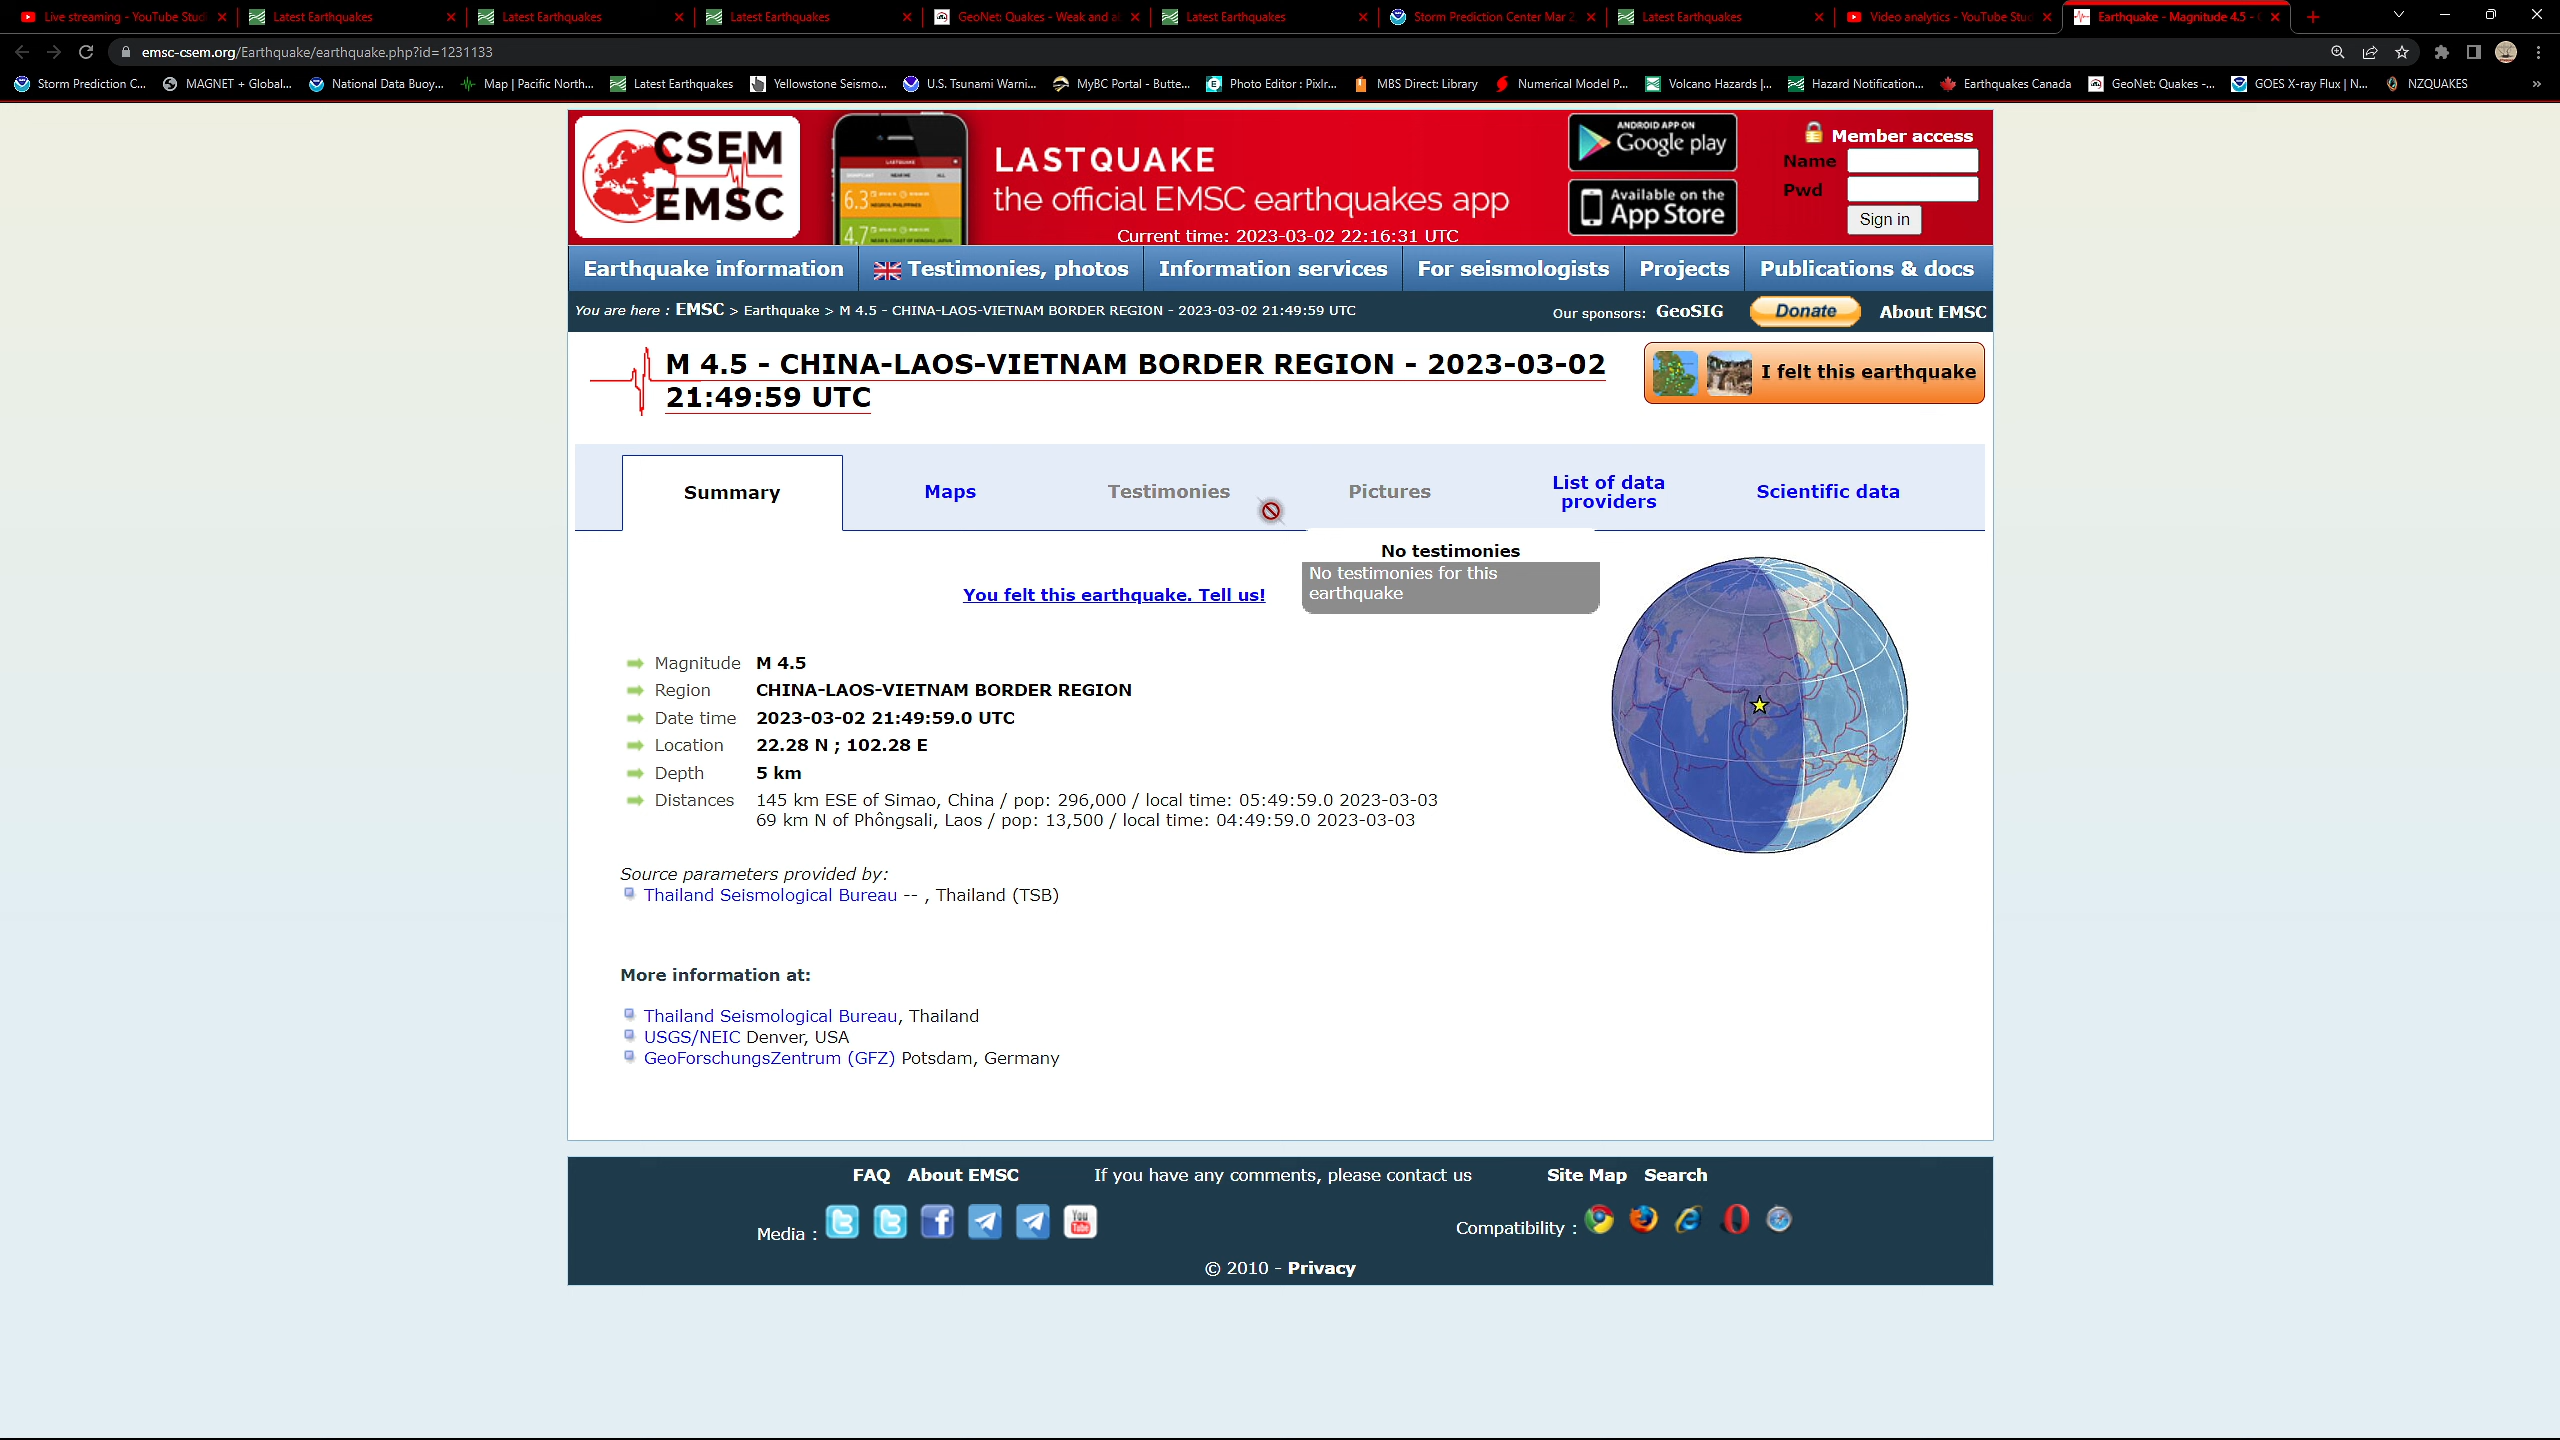 Live streaming - YouTube Stud
Latest Earthquakes
Latest Earthquakes
Latest Earthquakes
GeoNet: Quakes - Weak and a
Latest Earthquakes
Storm Prediction Center Mar 2
Latest Earthquakes
Video analytics - YouTube Stud
Earthquake - Magnitude 4.5 -
emsc-csem.org/Earthquake/earthquake.php?id=1231133
Storm Prediction C...
MAGNET + Global...
National Data Buoy...
Map | Pacific North...
Latest Earthquakes
Yellowstone Seismo...
U.S. Tsunami Warni...
MyBC Portal - Butte...
Photo Editor : Pixlr...
MBS Direct: Library
Numerical Model P...
Volcano Hazards |...
Hazard Notification...
Earthquakes Canada
GeoNet: Quakes -...
GOES X-ray Flux | N...
NZQUAKES
»
CSEM
EMSC
LASTQUAKE
6.3
4.7
LASTQUAKE
the official EMSC earthquakes app
Current time: 2023-03-02 22:16:31 UTC
ANDROID APP ON
Google play
Available on the
App Store
Member access
Name
Pwd
Sign in
Earthquake information
Testimonies, photos
Information services
For seismologists
Projects
Publications & docs
You are here : EMSC > Earthquake > M 4.5 - CHINA-LAOS-VIETNAM BORDER REGION - 2023-03-02 21:49:59 UTC
Our sponsors: GeoSIG
Donate
About EMSC
M 4.5 - CHINA-LAOS-VIETNAM BORDER REGION - 2023-03-02
21:49:59 UTC
I felt this earthquake
Summary
Maps
Testimonies
Pictures
List of data
providers
Scientific data
No testimonies
No testimonies for this
earthquake
You felt this earthquake. Tell us!
Magnitude M 4.5
Region CHINA-LAOS-VIETNAM BORDER REGION
Date time 2023-03-02 21:49:59.0 UTC
Location 22.28 N ; 102.28 E
Depth 5 km
Distances 145 km ESE of Simao, China / pop: 296,000 / local time: 05:49:59.0 2023-03-03
69 km N of Phôngsali, Laos / pop: 13,500 / local time: 04:49:59.0 2023-03-03
Source parameters provided by:
Thailand Seismological Bureau -- , Thailand (TSB)
More information at:
Thailand Seismological Bureau, Thailand
USGS/NEIC Denver, USA
GeoForschungsZentrum (GFZ) Potsdam, Germany
FAQ About EMSC
If you have any comments, please contact us
Site Map Search
Media :
You
Tube
Compatibility :
© 2010 - Privacy